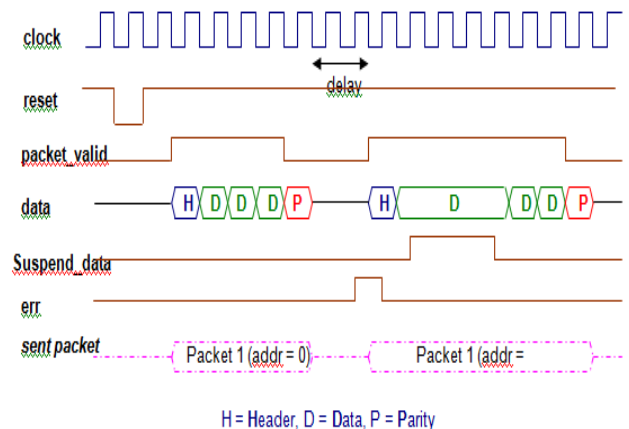 clock
delay
reset
packet_valid
data H D D D P H D D D P
Suspend_data
err
sent packet Packet 1 (addr = 0) Packet 1 (addr =
H = Header, D = Data, P = Parity